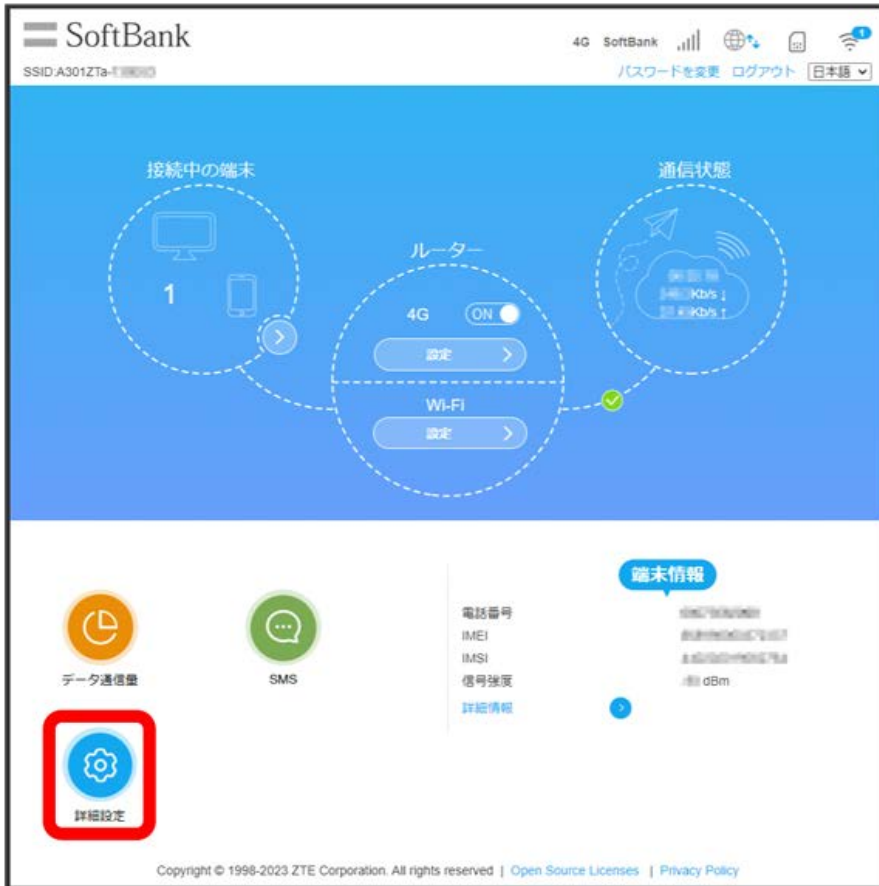 SoftBank
4G SoftBank 1
SSID:A301ZTa-
パスワードを変更 ログアウト 日本語
接続中の端末
通信状態
ルーター
1
4G ON
Kb/s ↓
Kb/s ↑
設定
Wi-Fi
設定
端末情報
電話番号
IMEI
IMSI
信号強度 dBm
詳細情報
データ通信量
SMS
詳細設定
Copyright © 1998-2023 ZTE Corporation. All rights reserved | Open Source Licenses | Privacy Policy